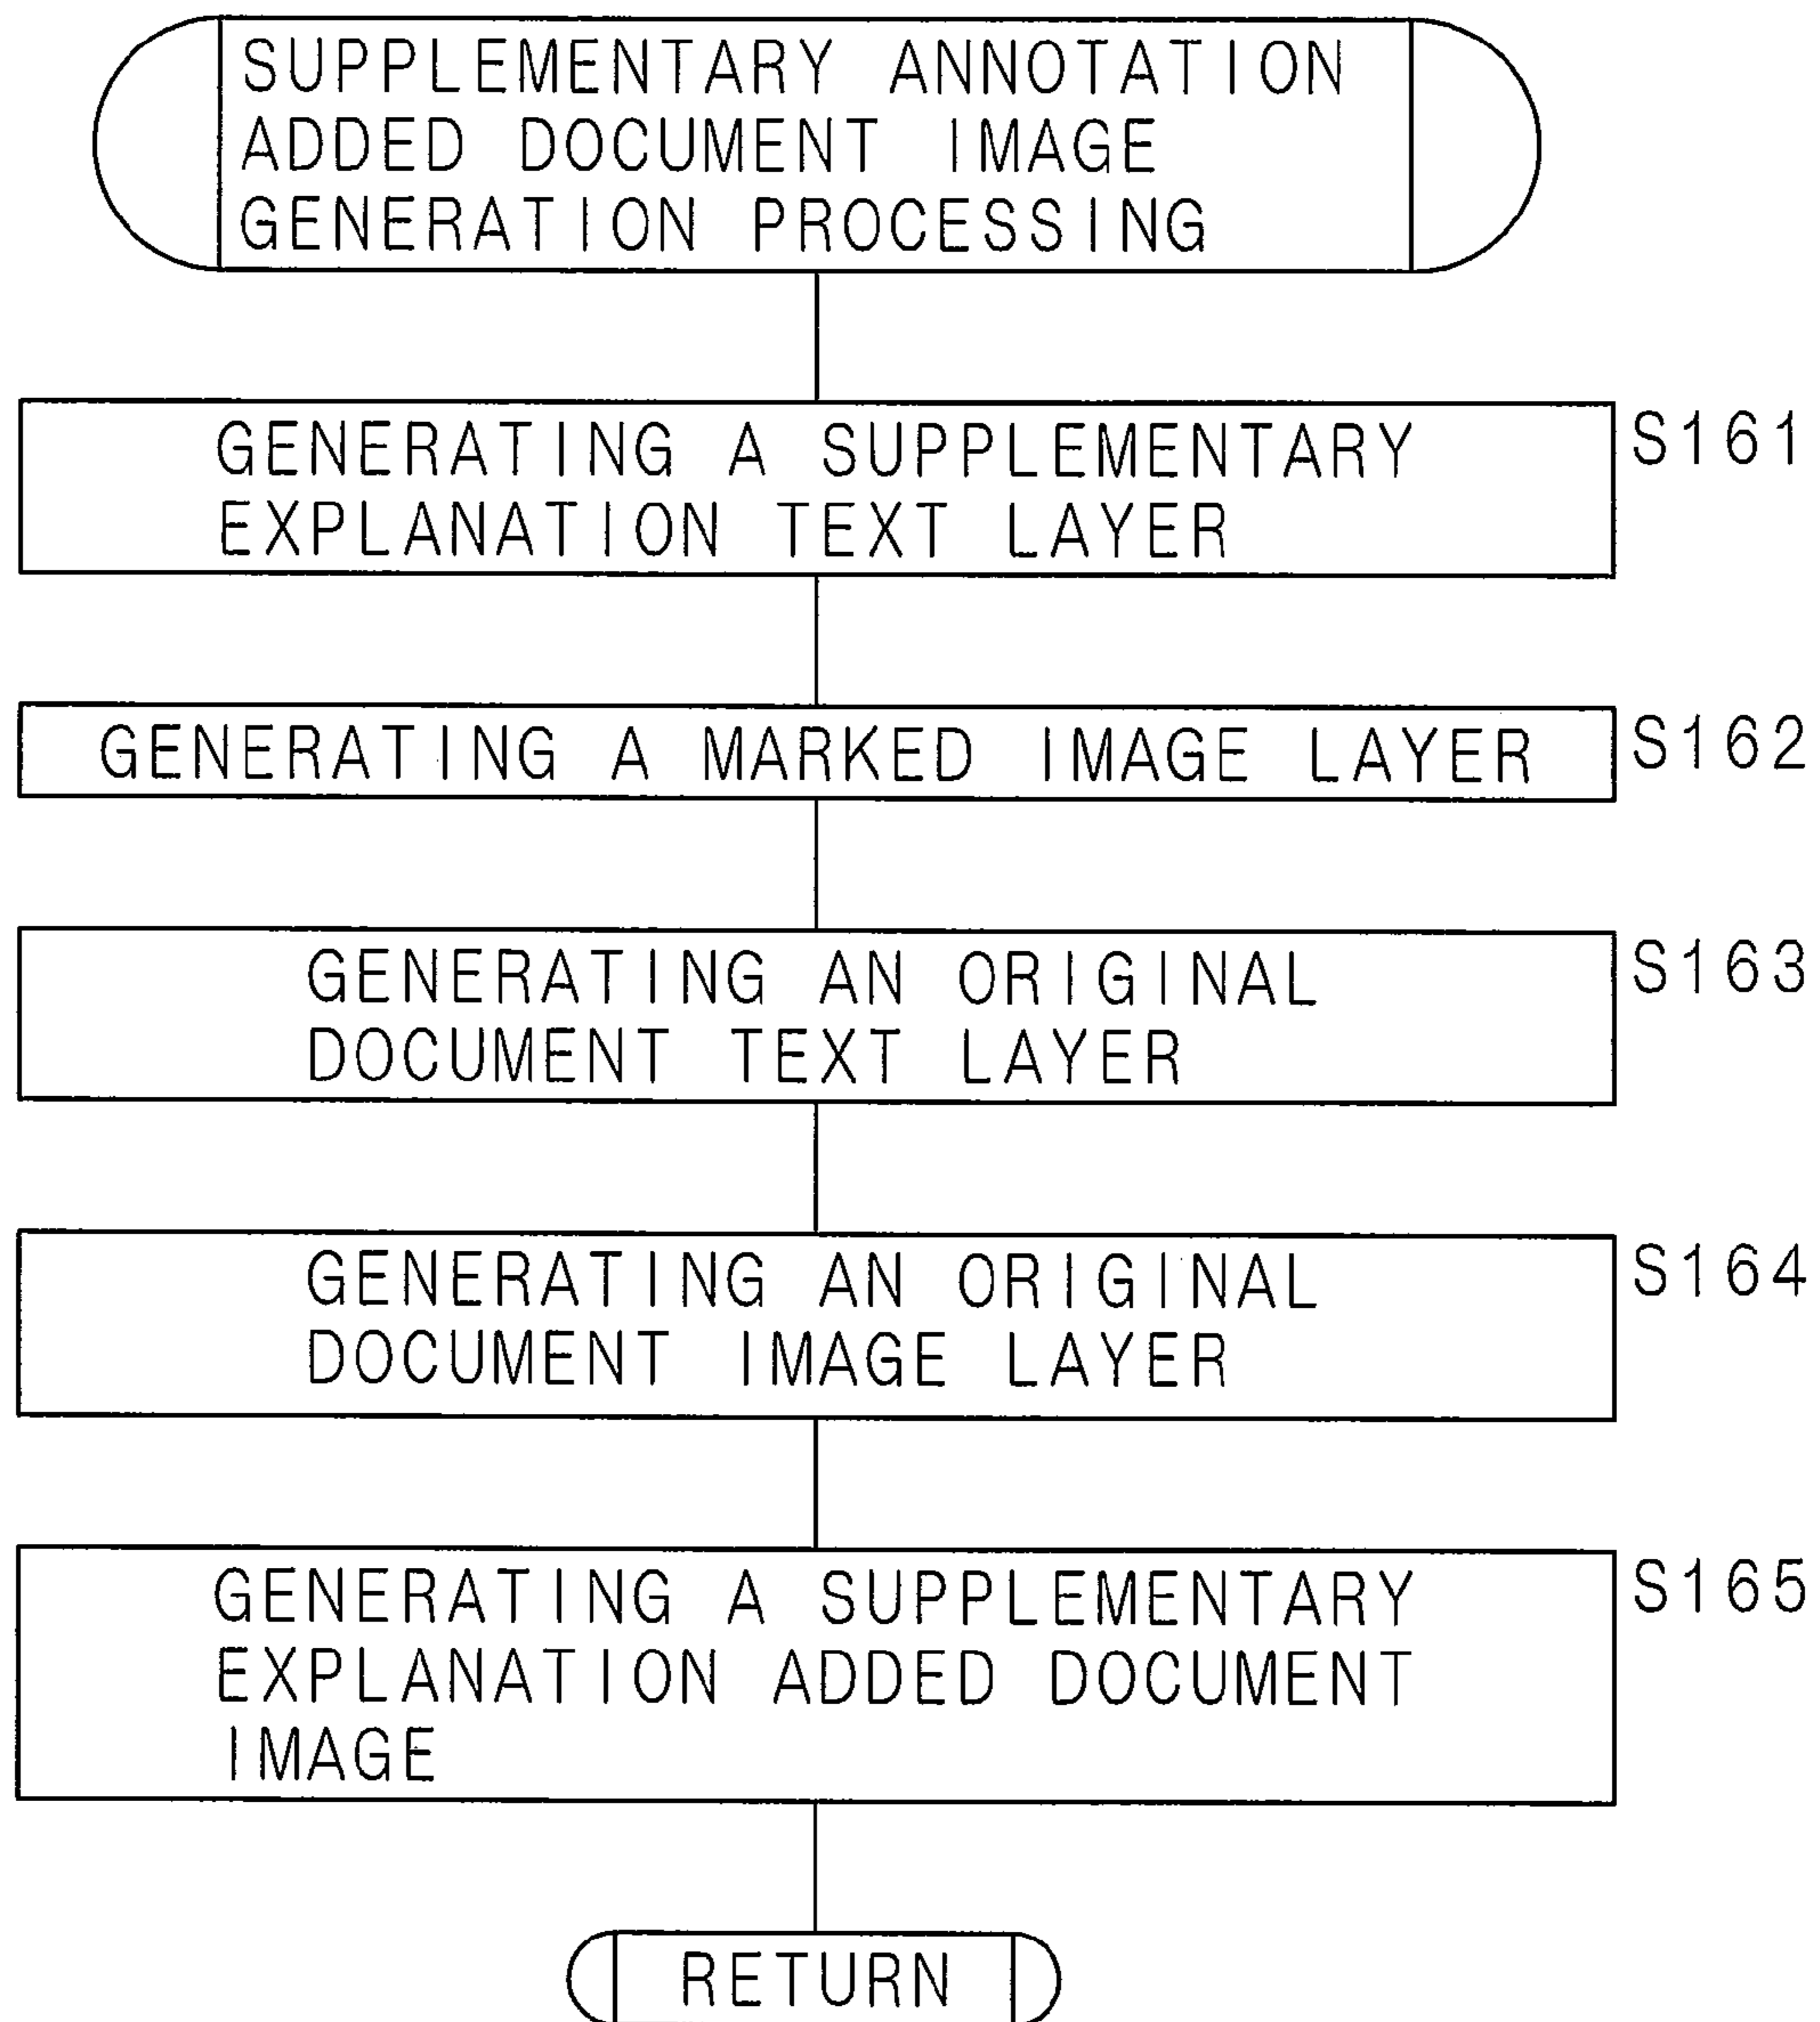 SUPPLEMENTARY ANNOTATION
ADDED DOCUMENT IMAGE
GENERATION PROCESSING
GENERATING A SUPPLEMENTARY
EXPLANATION TEXT LAYER
S161
GENERATING A MARKED IMAGE LAYER
S162
GENERATING AN ORIGINAL
DOCUMENT TEXT LAYER
S163
GENERATING AN ORIGINAL
DOCUMENT IMAGE LAYER
S164
GENERATING A SUPPLEMENTARY
EXPLANATION ADDED DOCUMENT
IMAGE
S165
RETURN